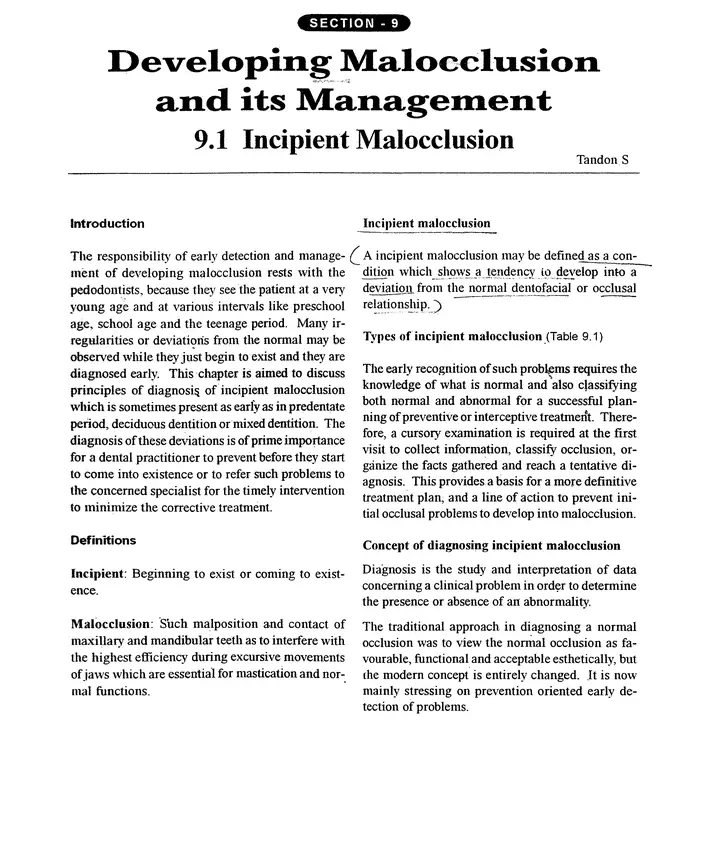 SECTION - 9
Developing Malocclusion
and its Management
9.1 Incipient Malocclusion
Tandon S
Introduction
The responsibility of early detection and manage-
ment of developing malocclusion rests with the
pedodontists, because they see the patient at a very
young age and at various intervals like preschool
age, school age and the teenage period. Many ir-
regularities or deviations from the normal may be
observed while they just begin to exist and they are
diagnosed early. This chapter is aimed to discuss
principles of diagnosis of incipient malocclusion
which is sometimes present as early as in predentate
period, deciduous dentition or mixed dentition. The
diagnosis of these deviations is of prime importance
for a dental practitioner to prevent before they start
to come into existence or to refer such problems to
the concerned specialist for the timely intervention
to minimize the corrective treatment.
Definitions
Incipient: Beginning to exist or coming to exist-
ence.
Malocclusion: Such malposition and contact of
maxillary and mandibular teeth as to interfere with
the highest efficiency during excursive movements
of jaws which are essential for mastication and nor-
mal functions.
Incipient malocclusion
A incipient malocclusion may be defined as a con-
dition which shows a tendency to develop into a
deviation from the normal dentofacial or occlusal
relationship.
Types of incipient malocclusion (Table 9.1)
The early recognition of such problems requires the
knowledge of what is normal and also classifying
both normal and abnormal for a successful plan-
ning of preventive or interceptive treatment. There-
fore, a cursory examination is required at the first
visit to collect information, classify occlusion, or-
ganize the facts gathered and reach a tentative di-
agnosis. This provides a basis for a more definitive
treatment plan, and a line of action to prevent ini-
tial occlusal problems to develop into malocclusion.
Concept of diagnosing incipient malocclusion
Diagnosis is the study and interpretation of data
concerning a clinical problem in order to determine
the presence or absence of an abnormality.
The traditional approach in diagnosing a normal
occlusion was to view the normal occlusion as fa-
vourable, functional and acceptable esthetically, but
the modern concept is entirely changed. It is now
mainly stressing on prevention oriented early de-
tection of problems.